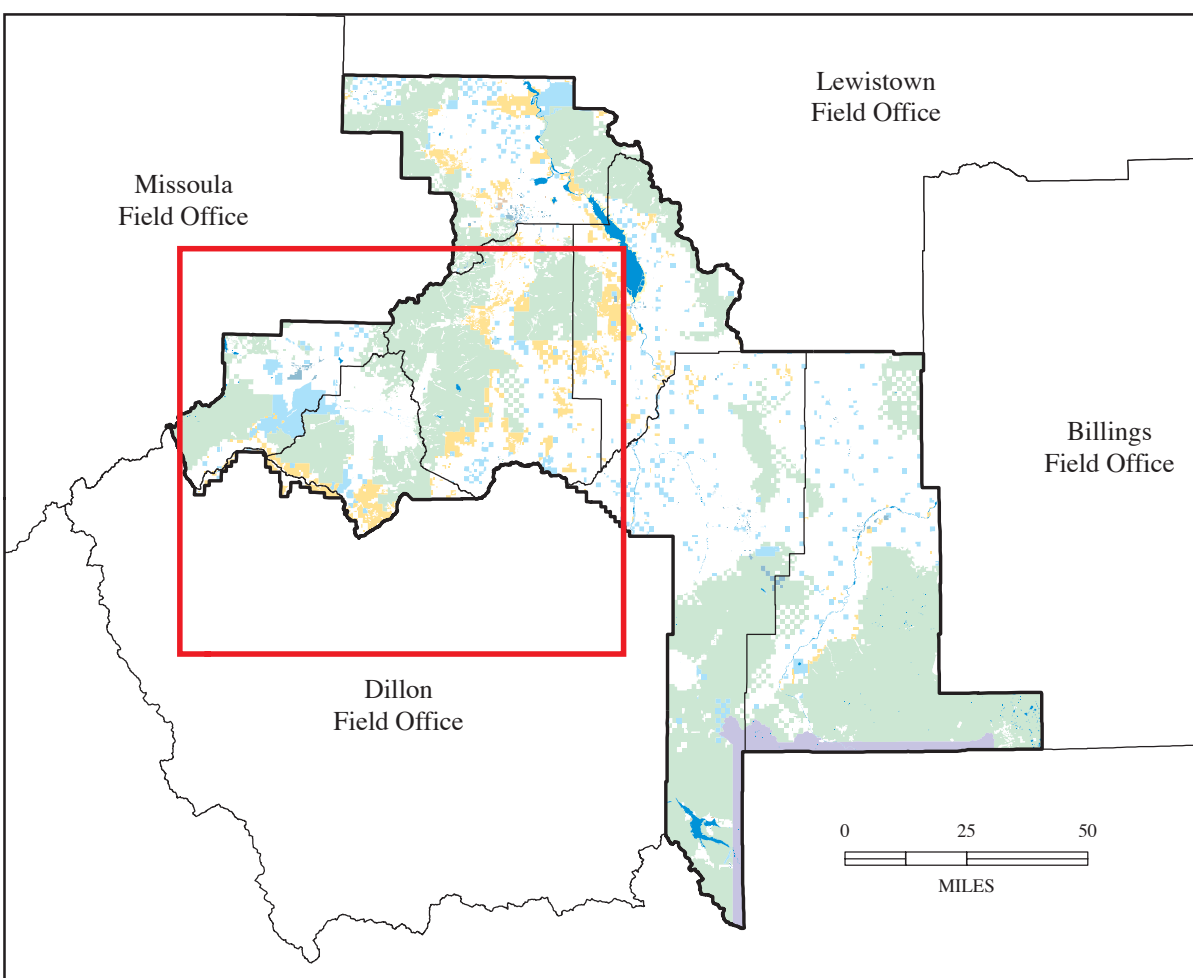 Lewistown
Field Office
Missoula
Field Office
Billings
Field Office
Dillon
Field Office
0 25 50
MILES